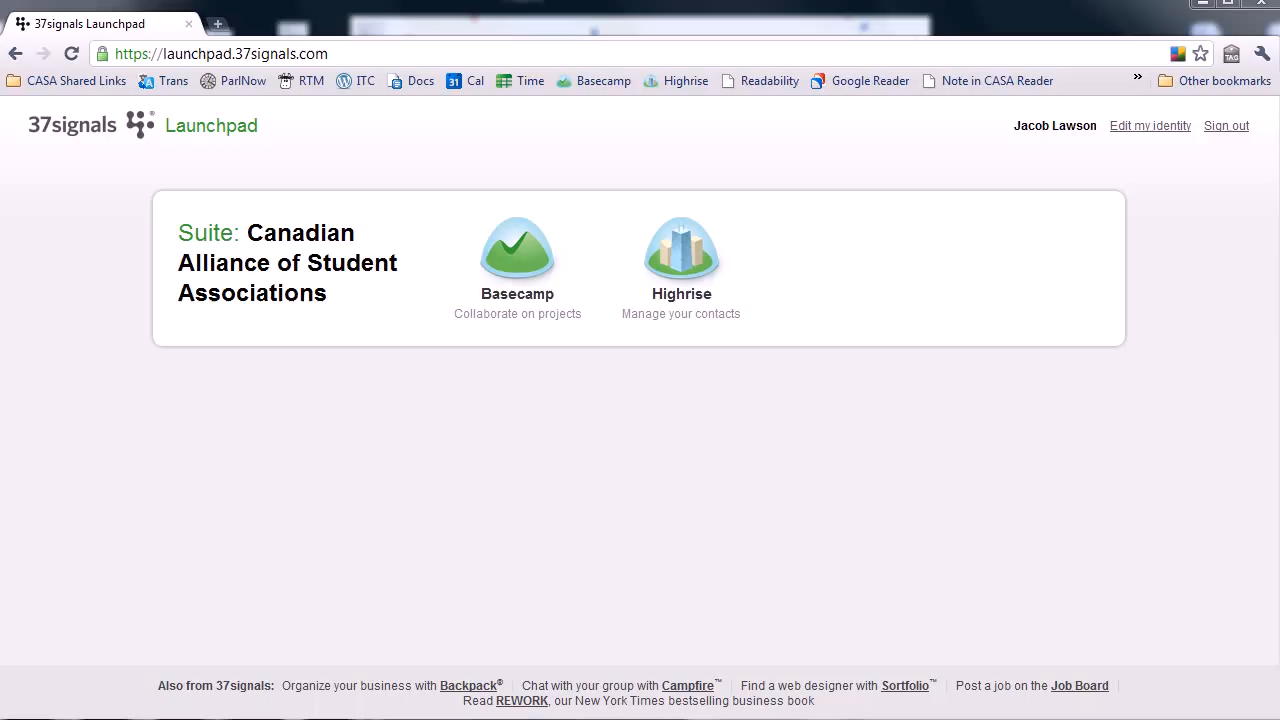 37signals Launchpad
https://launchpad.37signals.com
TAG
CASA Shared Links Trans ParlNow RTM ITC Docs 31 Cal Time Basecamp Highrise Readability Google Reader Note in CASA Reader » Other bookmarks
37signals ® Launchpad
Jacob Lawson Edit my identity Sign out
Suite: Canadian
Alliance of Student
Associations
Basecamp
Collaborate on projects
Highrise
Manage your contacts
Also from 37signals: Organize your business with Backpack® Chat with your group with Campfire™ Find a web designer with Sortfolio™ Post a job on the Job Board
Read REWORK, our New York Times bestselling business book